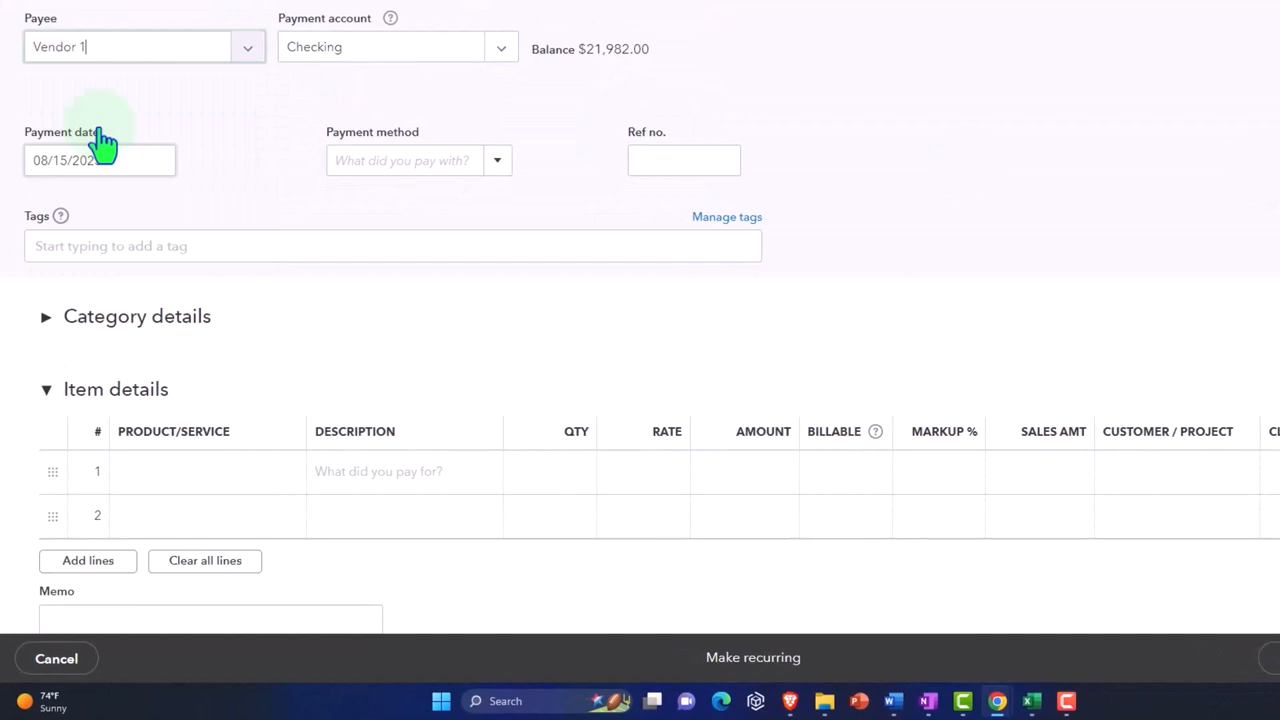 Payee Payment account ?
Vendor 1 Checking Balance $21,982.00
Payment date Payment method Ref no.
What did you pay with?
Tags ? Manage tags
Start typing to add a tag
Category details
Item details
# PRODUCT/SERVICE DESCRIPTION QTY RATE AMOUNT BILLABLE ? MARKUP % SALES AMT CUSTOMER / PROJECT
1 What did you pay for?
2
Add lines Clear all lines
Memo
Cancel Make recurring
74°F Search
Sunny